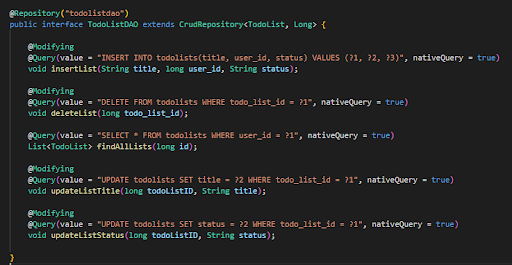 @Repository("todolistdao")
public interface TodoListDAO extends CrudRepository<TodoList, Long> {
@Modifying
@Query(value = "INSERT INTO todolists(title, user_id, status) VALUES (?1, ?2, ?3)", nativeQuery = true)
void insertList(String title, long user_id, String status);
@Modifying
@Query(value = "DELETE FROM todolists WHERE todo_list_id = ?1", nativeQuery = true)
void deleteList(long todo_list_id);
@Query(value = "SELECT * FROM todolists WHERE user_id = ?1", nativeQuery = true)
List<TodoList> findAllLists(long id);
@Modifying
@Query(value = "UPDATE todolists SET title = ?2 WHERE todo_list_id = ?1", nativeQuery = true)
void updateListTitle(long todoListID, String title);
@Modifying
@Query(value = "UPDATE todolists SET status = ?2 WHERE todo_list_id = ?1", nativeQuery = true)
void updateListStatus(long todoListID, String status);
}